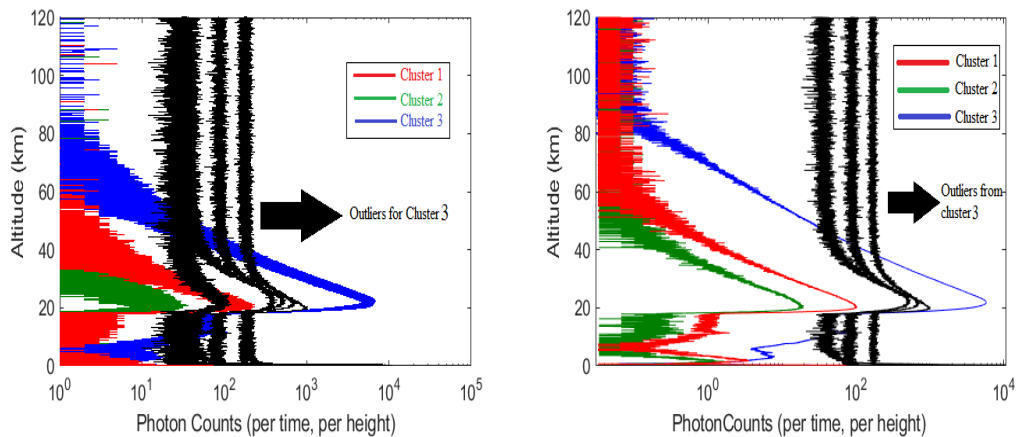 120
100
80
60
40
20
0
Altitude (km)
10^0
10^1
10^2
10^3
10^4
10^5
Photon Counts (per time, per height)
Cluster 1
Cluster 2
Cluster 3
Outliers for Cluster 3
120
100
80
60
40
20
0
Altitude (km)
10^0
10^2
10^4
PhotonCounts (per time, per height)
Cluster 1
Cluster 2
Cluster 3
Outliers from
cluster 3